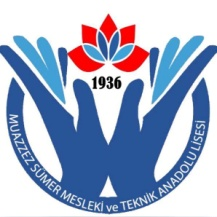 1936
MUAZZEZ SÜMER MESLEKİ ve TEKNİK ANADOLU LİSESİ